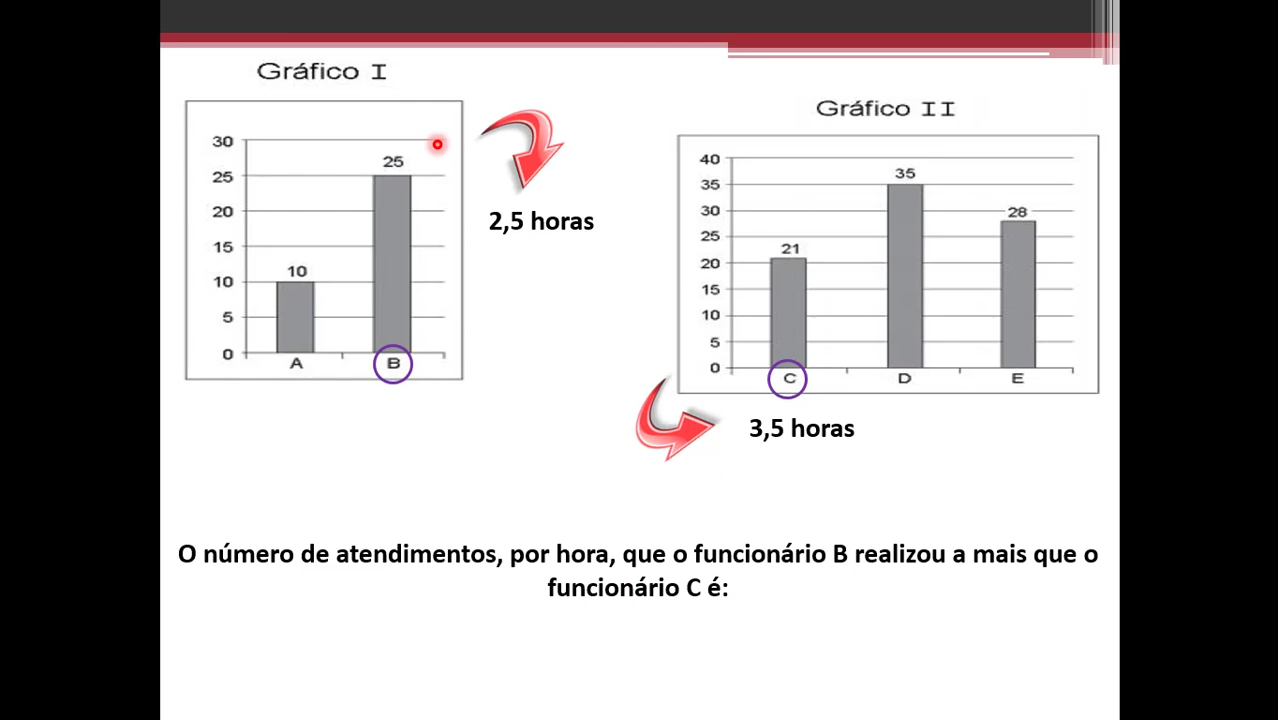 Gráfico I
30
25
20
15
10
5
0
10
25
A
B
2,5 horas
Gráfico II
40
35
30
25
20
15
10
5
0
21
35
28
C
D
E
3,5 horas
O número de atendimentos, por hora, que o funcionário B realizou a mais que o
funcionário C é: